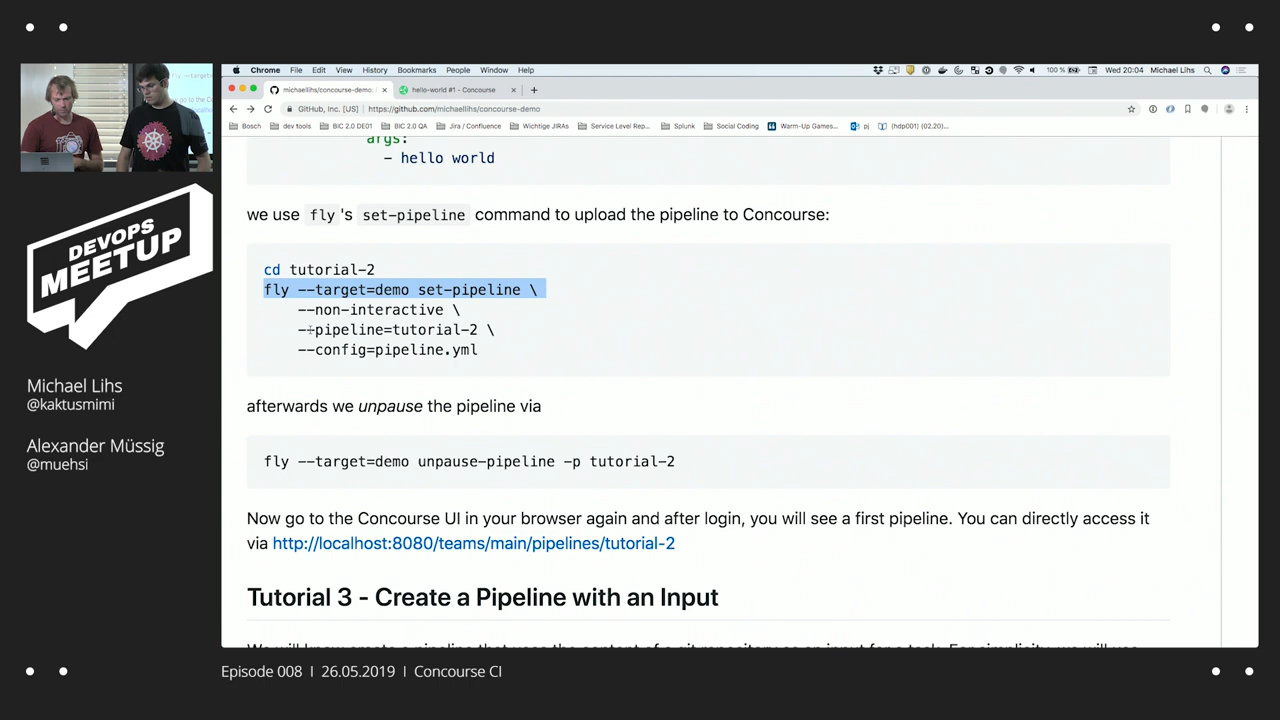 Chrome File Edit View History Bookmarks People Window Help
100 % Wed 20:04 Michael Lihs
michaellihs/concourse-demo:
hello-world #1 - Concourse
GitHub, Inc. [US] https://github.com/michaellihs/concourse-demo
Bosch dev tools BIC 2.0 DE01 BIC 2.0 QA Jira / Confluence Wichtige JIRAs Service Level Rep... Splunk Social Coding Warm-Up Games... pj (hdp001) (02.20)...
args:
- hello world
we use fly's set-pipeline command to upload the pipeline to Concourse:
cd tutorial-2
fly --target=demo set-pipeline \
--non-interactive \
--pipeline=tutorial-2 \
--config=pipeline.yml
afterwards we unpause the pipeline via
fly --target=demo unpause-pipeline -p tutorial-2
Now go to the Concourse UI in your browser again and after login, you will see a first pipeline. You can directly access it
via http://localhost:8080/teams/main/pipelines/tutorial-2
Tutorial 3 - Create a Pipeline with an Input
DEVOPS
MEETUP
Michael Lihs
@kaktusmimi
Alexander Müssig
@muehsi
Episode 008 | 26.05.2019 | Concourse CI